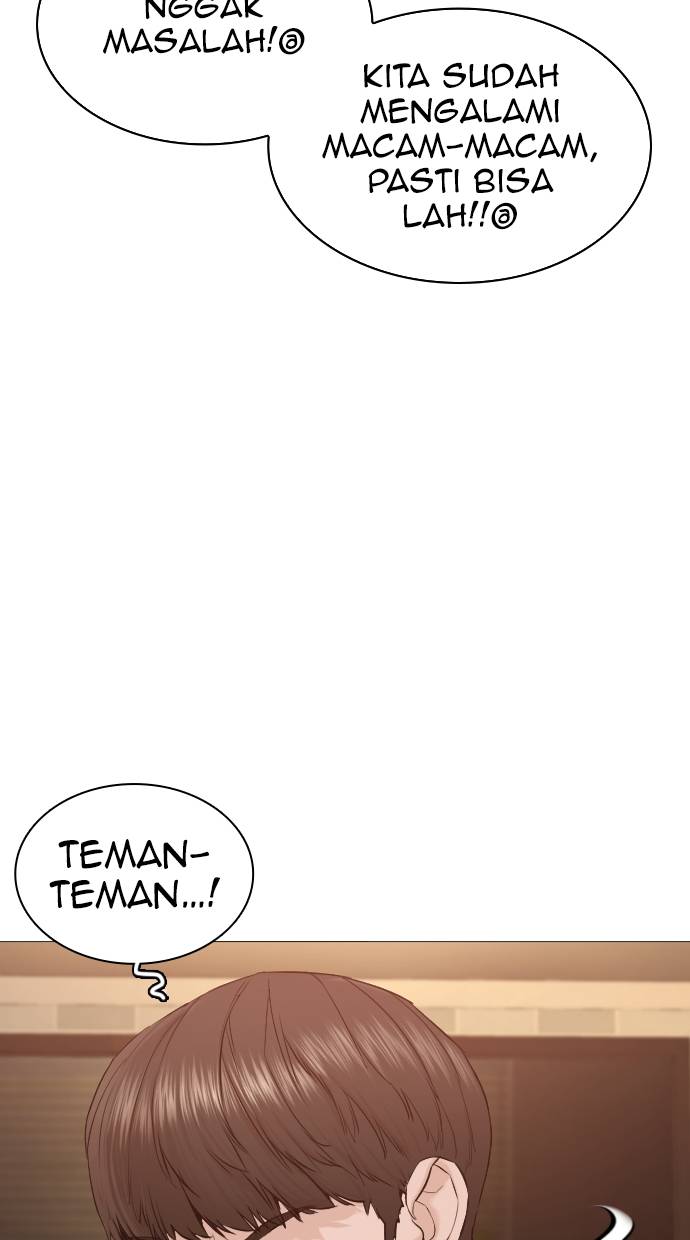 NGGAK
MASALAH!@
KITA SUDAH
MENGALAMI
MACAM-MACAM,
PASTI BISA
LAH!!@
TEMAN-
TEMAN...!